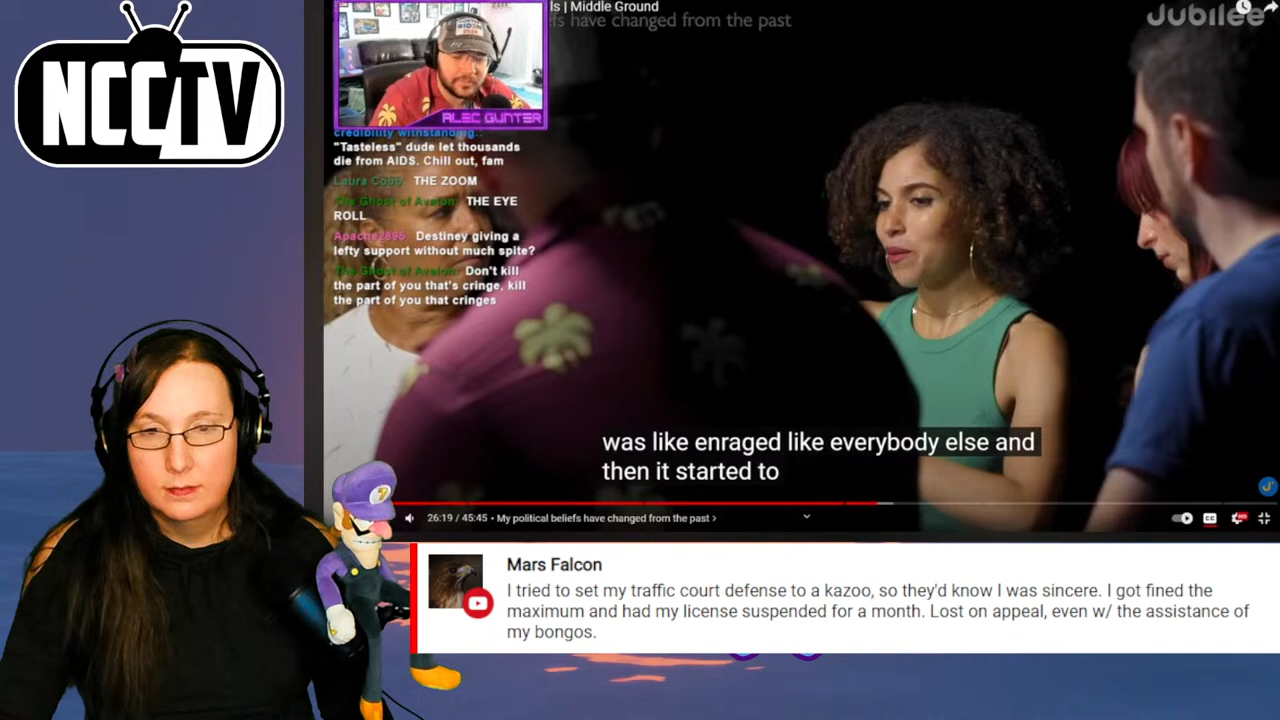 NCCTV
ls | Middle Ground
fs have changed from the past
Jubilee
ALEC GUNTER
credibility withstanding.:
"Tasteless" dude let thousands
die from AIDS. Chill out, fam
Laura Cobb: THE ZOOM
The Ghost of Avalon: THE EYE
ROLL
Apache2895: Destiney giving a
lefty support without much spite?
The Ghost of Avalon: Don't kill
the part of you that's cringe, kill
the part of you that cringes
was like enraged like everybody else and
then it started to
26:19 / 45:45 • My political beliefs have changed from the past >
CC
Mars Falcon
I tried to set my traffic court defense to a kazoo, so they'd know I was sincere. I got fined the
maximum and had my license suspended for a month. Lost on appeal, even w/ the assistance of
my bongos.